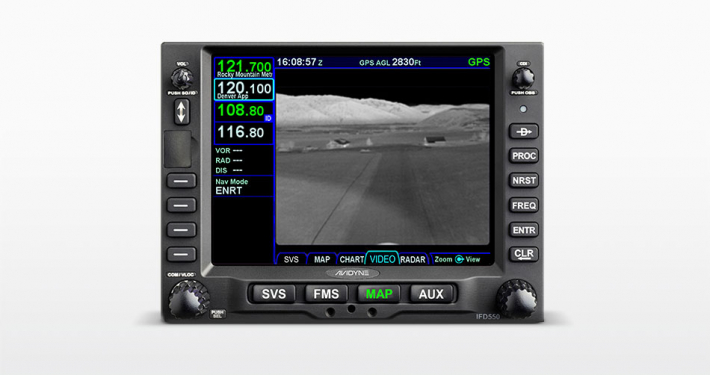 VOL
PUSH SQ/ID
121.700
Rocky Mountain Metr
120.100
Denver App
108.80
ID
116.80
VOR ---
RAD ---
DIS ---
Nav Mode
ENRT
16:08:57 Z
GPS AGL 2830Ft
GPS
SVS
MAP
CHART
VIDEO
RADAR
Zoom
View
PUSH OBS
D
PROC
NRST
FREQ
ENTR
CLR
COM/VLOC
PUSH
AVIDYNE
SVS
FMS
MAP
AUX
IFD550